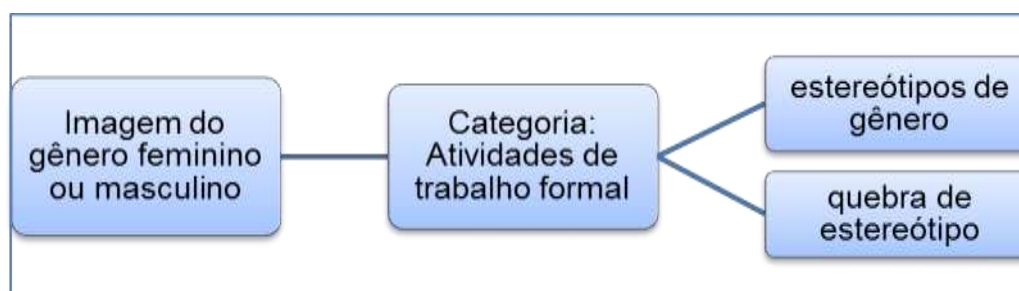 Imagem do
gênero feminino
ou masculino
Categoria:
Atividades de
trabalho formal
estereótipos de
gênero
quebra de
estereótipo